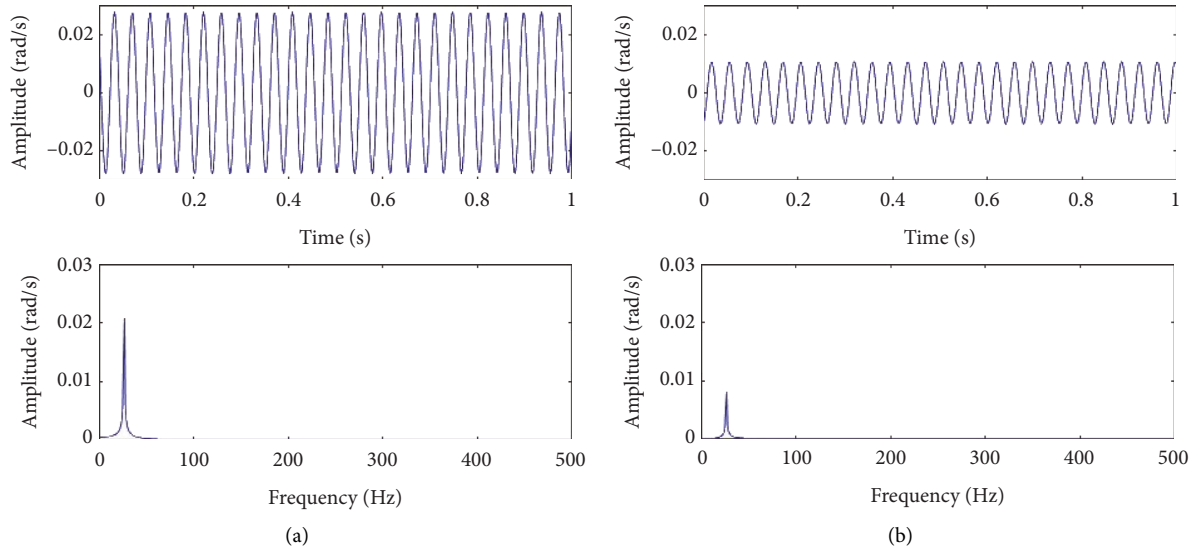 Amplitude (rad/s)
0.02
0
−0.02
0 0.2 0.4 0.6 0.8 1
Time (s)
Amplitude (rad/s)
0.03
0.02
0.01
0
0 100 200 300 400 500
Frequency (Hz)
(a)
Amplitude (rad/s)
0.02
0
−0.02
0 0.2 0.4 0.6 0.8 1
Time (s)
Amplitude (rad/s)
0.03
0.02
0.01
0
0 100 200 300 400 500
Frequency (Hz)
(b)